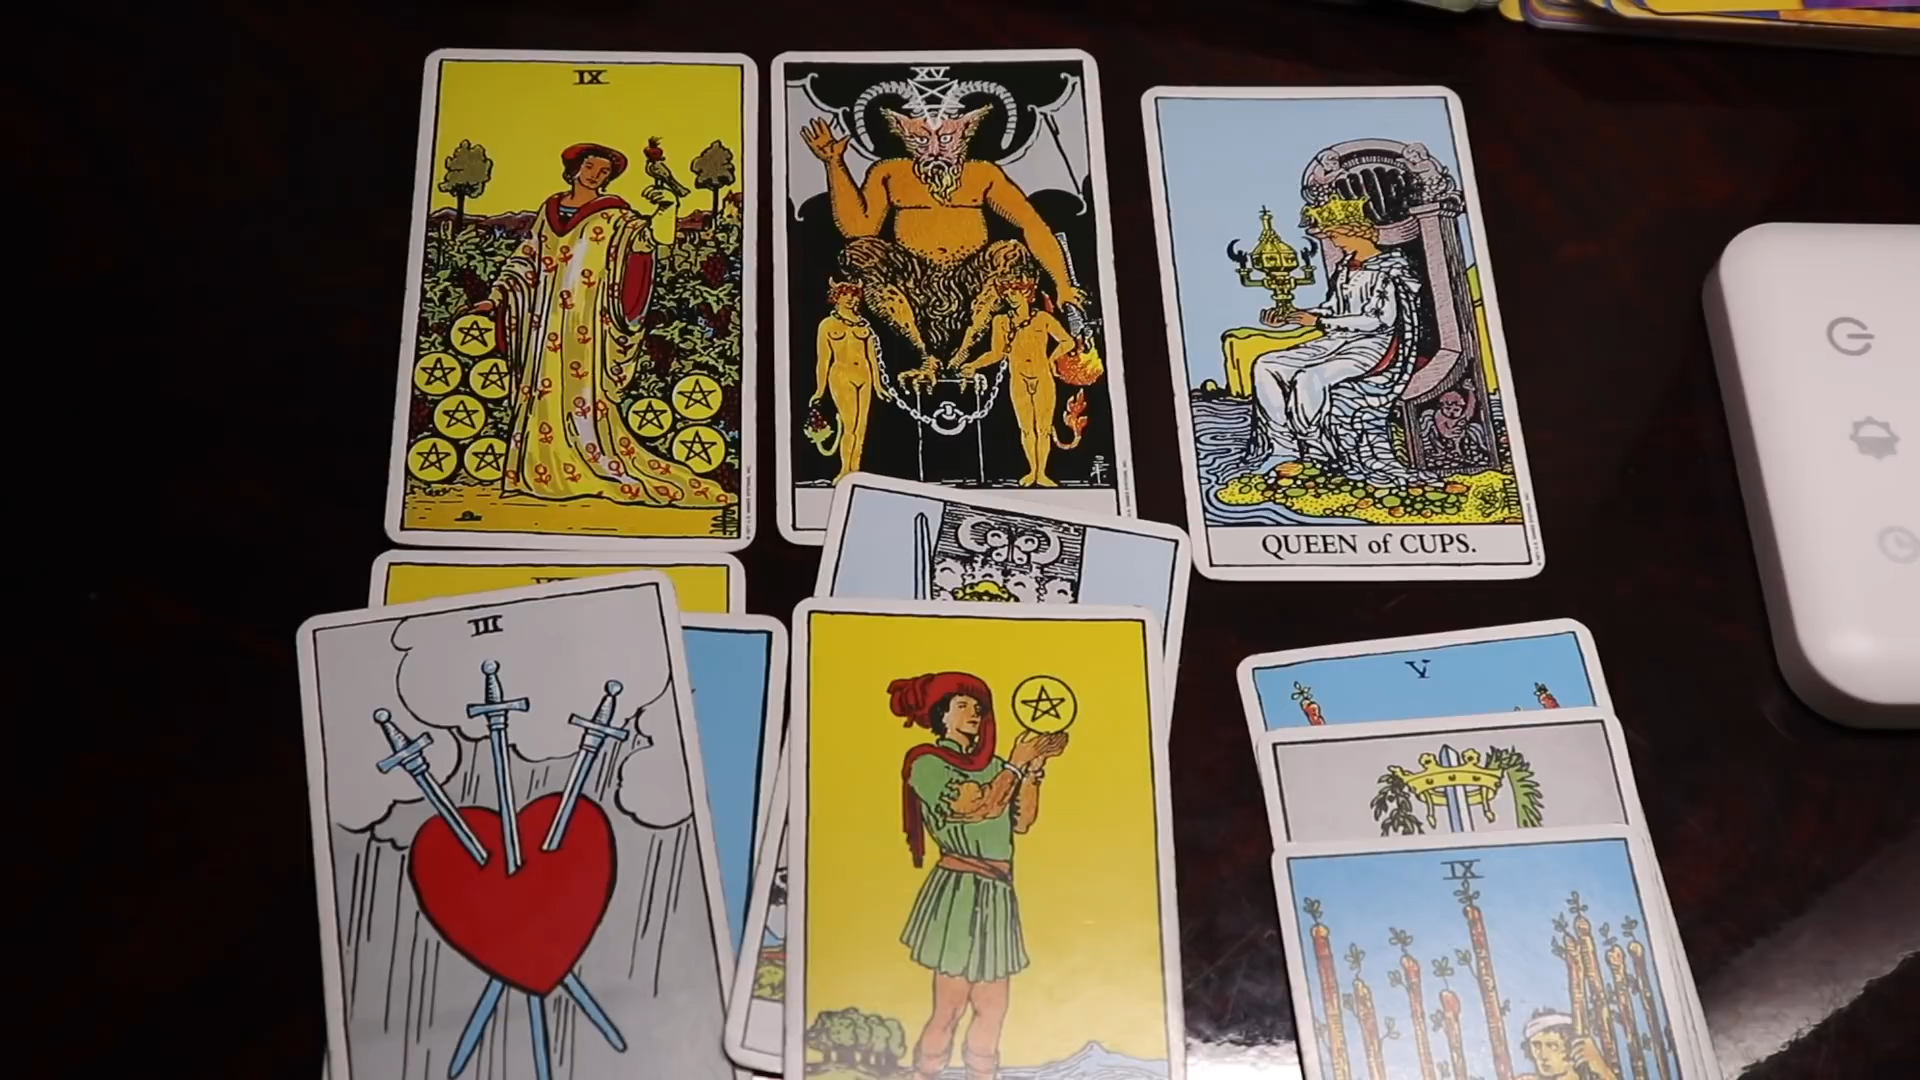 IX
XV
QUEEN of CUPS.
III
V
IX